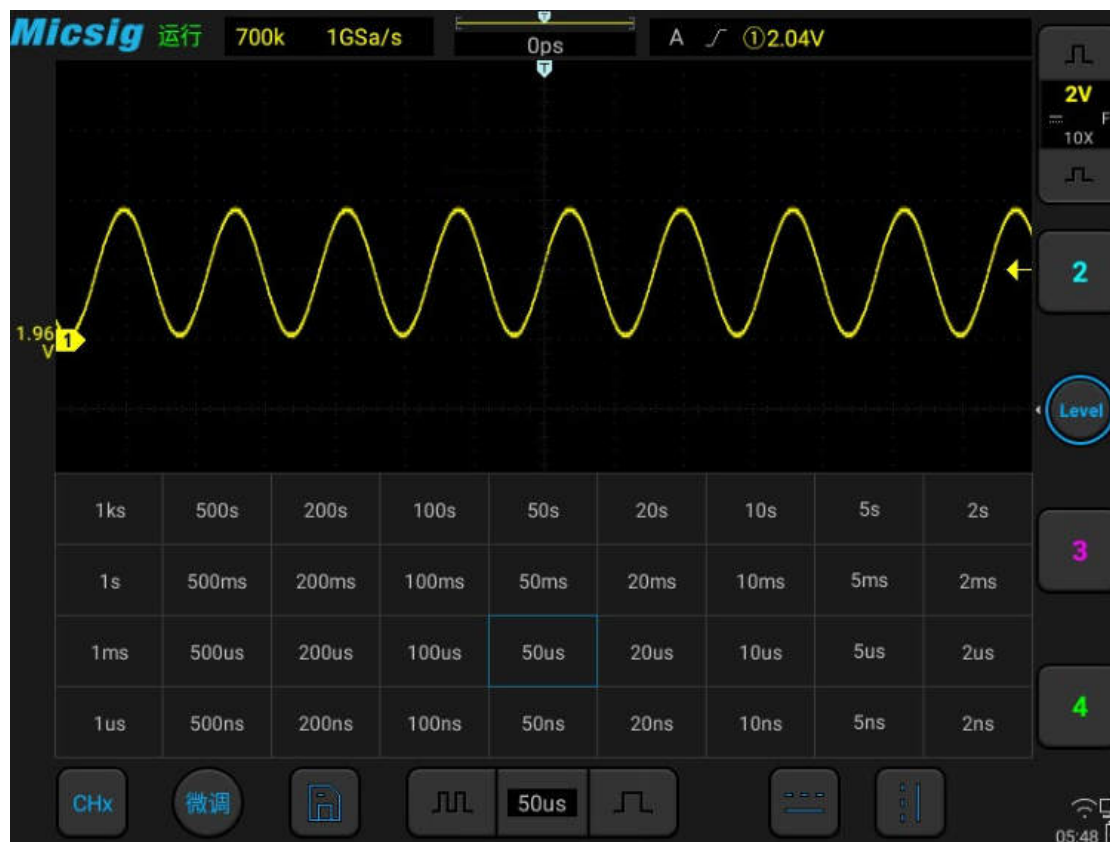 Micsig 运行 700k 1GSa/s 0ps A ①2.04V
T
T
2V
F
10X
1.96
V
1
2
Level
1ks 500s 200s 100s 50s 20s 10s 5s 2s
1s 500ms 200ms 100ms 50ms 20ms 10ms 5ms 2ms
3
1ms 500us 200us 100us 50us 20us 10us 5us 2us
1us 500ns 200ns 100ns 50ns 20ns 10ns 5ns 2ns
4
CHx 微调 50us
05:48